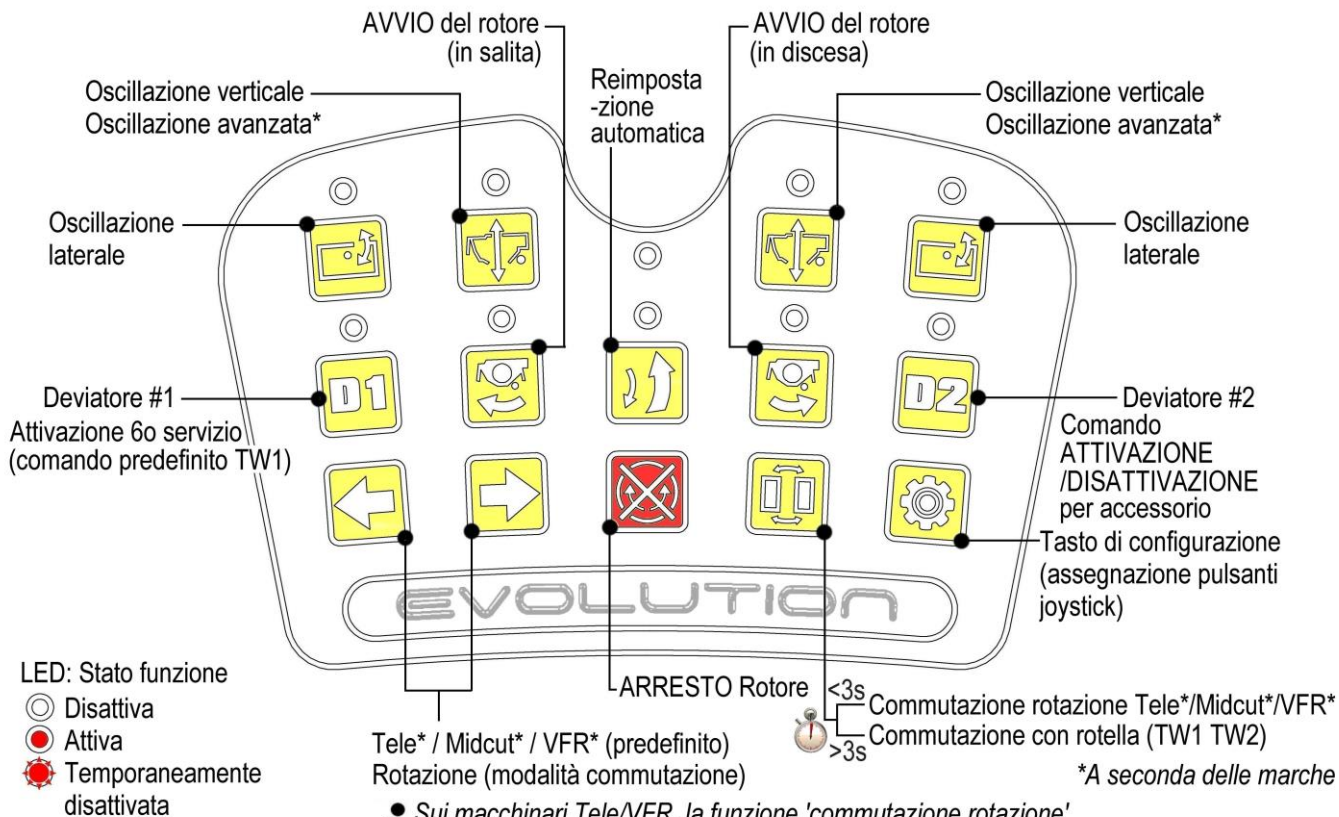 AVVIO del rotore
(in salita)
AVVIO del rotore
(in discesa)
Oscillazione verticale
Oscillazione avanzata*
Reimposta
-zione
automatica
Oscillazione verticale
Oscillazione avanzata*
Oscillazione
laterale
Oscillazione
laterale
D1
D2
Deviatore #1
Attivazione 6o servizio
(comando predefinito TW1)
Deviatore #2
Comando
ATTIVAZIONE
/DISATTIVAZIONE
per accessorio
Tasto di configurazione
(assegnazione pulsanti
joystick)
EVOLUTION
LED: Stato funzione
Disattiva
Attiva
Temporaneamente
disattivata
ARRESTO Rotore
<3s
Commutazione rotazione Tele*/Midcut*/VFR*
>3s
Commutazione con rotella (TW1 TW2)
Tele* / Midcut* / VFR* (predefinito)
Rotazione (modalità commutazione)
*A seconda delle marche
● Sui macchinari Tele/VFR, la funzione 'commutazione rotazione'